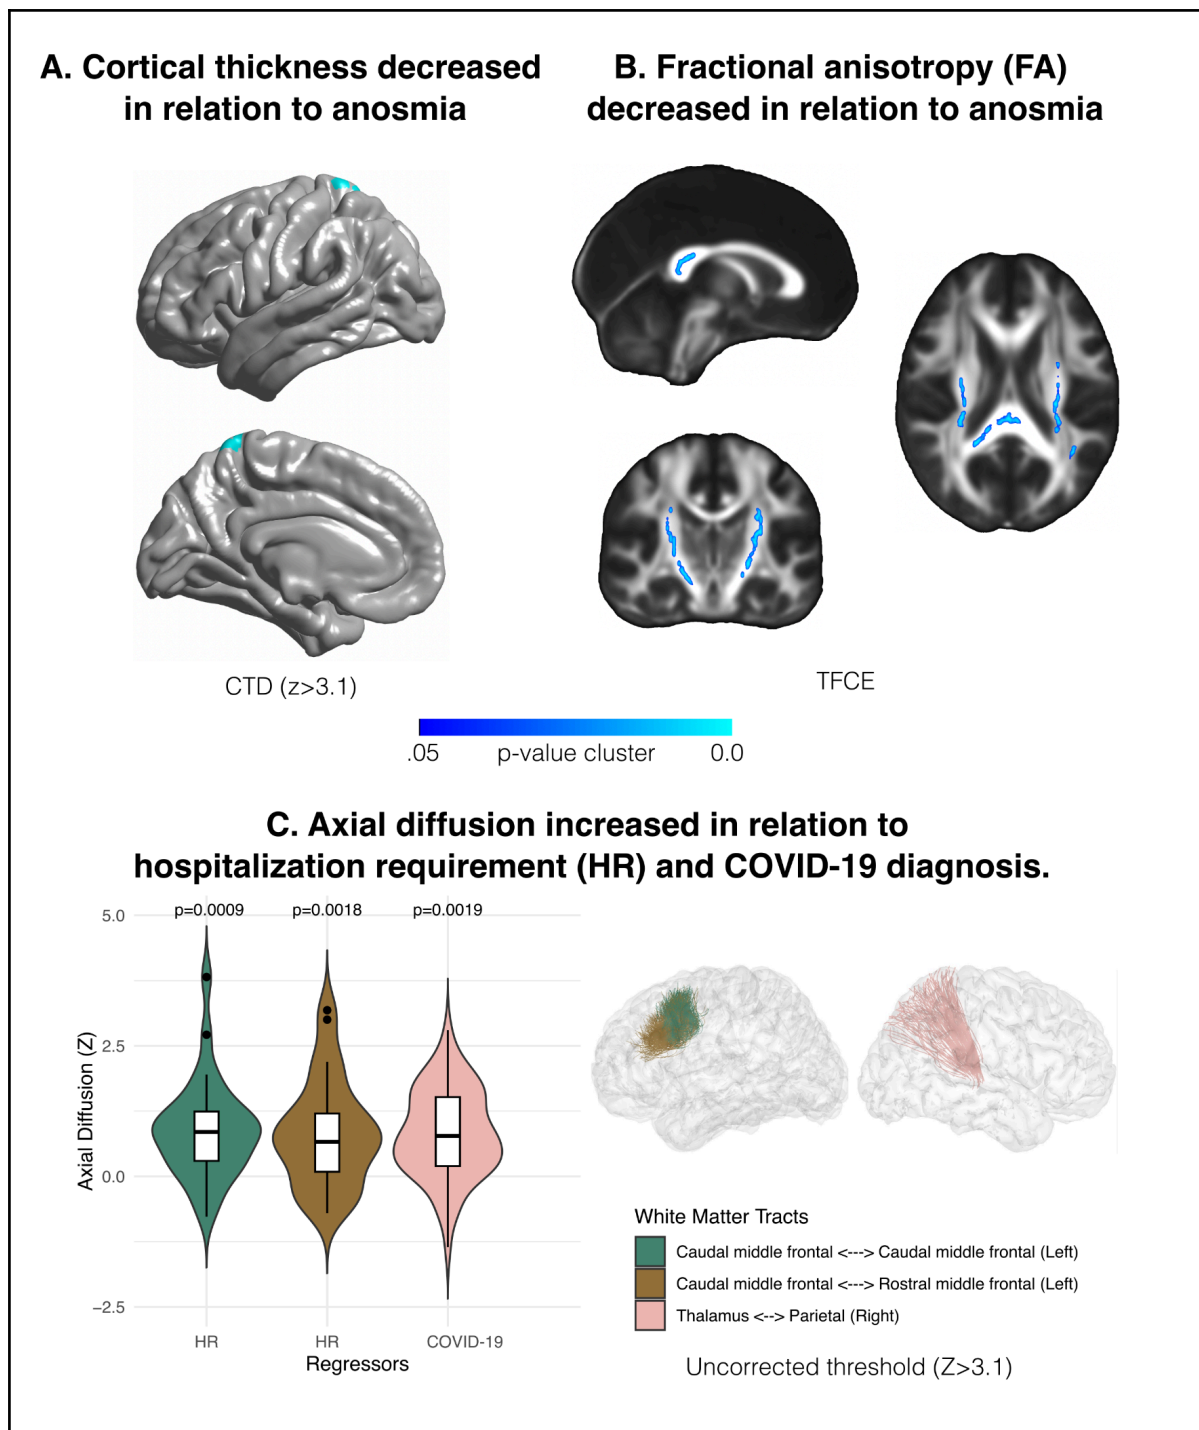 A. Cortical thickness decreased
in relation to anosmia
B. Fractional anisotropy (FA)
decreased in relation to anosmia
CTD (z>3.1)
TFCE
.05 p-value cluster 0.0
C. Axial diffusion increased in relation to
hospitalization requirement (HR) and COVID-19 diagnosis.
p=0.0009 p=0.0018 p=0.0019
5.0
2.5
0.0
−2.5
Axial Diffusion (Z)
HR HR COVID-19
Regressors
White Matter Tracts
Caudal middle frontal <---> Caudal middle frontal (Left)
Caudal middle frontal <---> Rostral middle frontal (Left)
Thalamus <--> Parietal (Right)
Uncorrected threshold (Z>3.1)